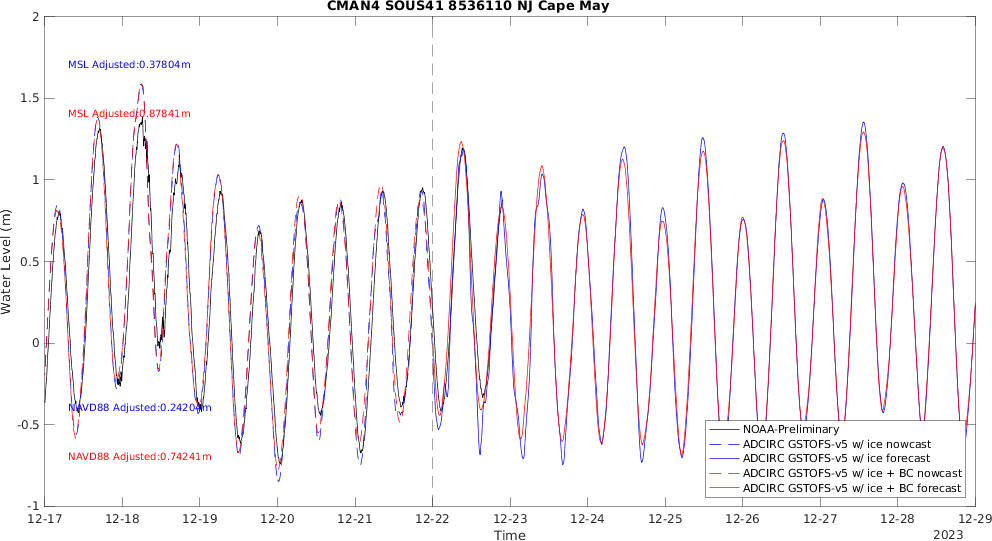 CMAN4 SOUS41 8536110 NJ Cape May
2
1.5
1
0.5
0
-0.5
-1
Water Level (m)
MSL Adjusted:0.37804m
MSL Adjusted:0.87841m
NAVD88 Adjusted:0.24204m
NAVD88 Adjusted:0.74241m
NOAA-Preliminary
ADCIRC GSTOFS-v5 w/ ice nowcast
ADCIRC GSTOFS-v5 w/ ice forecast
ADCIRC GSTOFS-v5 w/ ice + BC nowcast
ADCIRC GSTOFS-v5 w/ ice + BC forecast
12-17 12-18 12-19 12-20 12-21 12-22 12-23 12-24 12-25 12-26 12-27 12-28 12-29
Time
2023